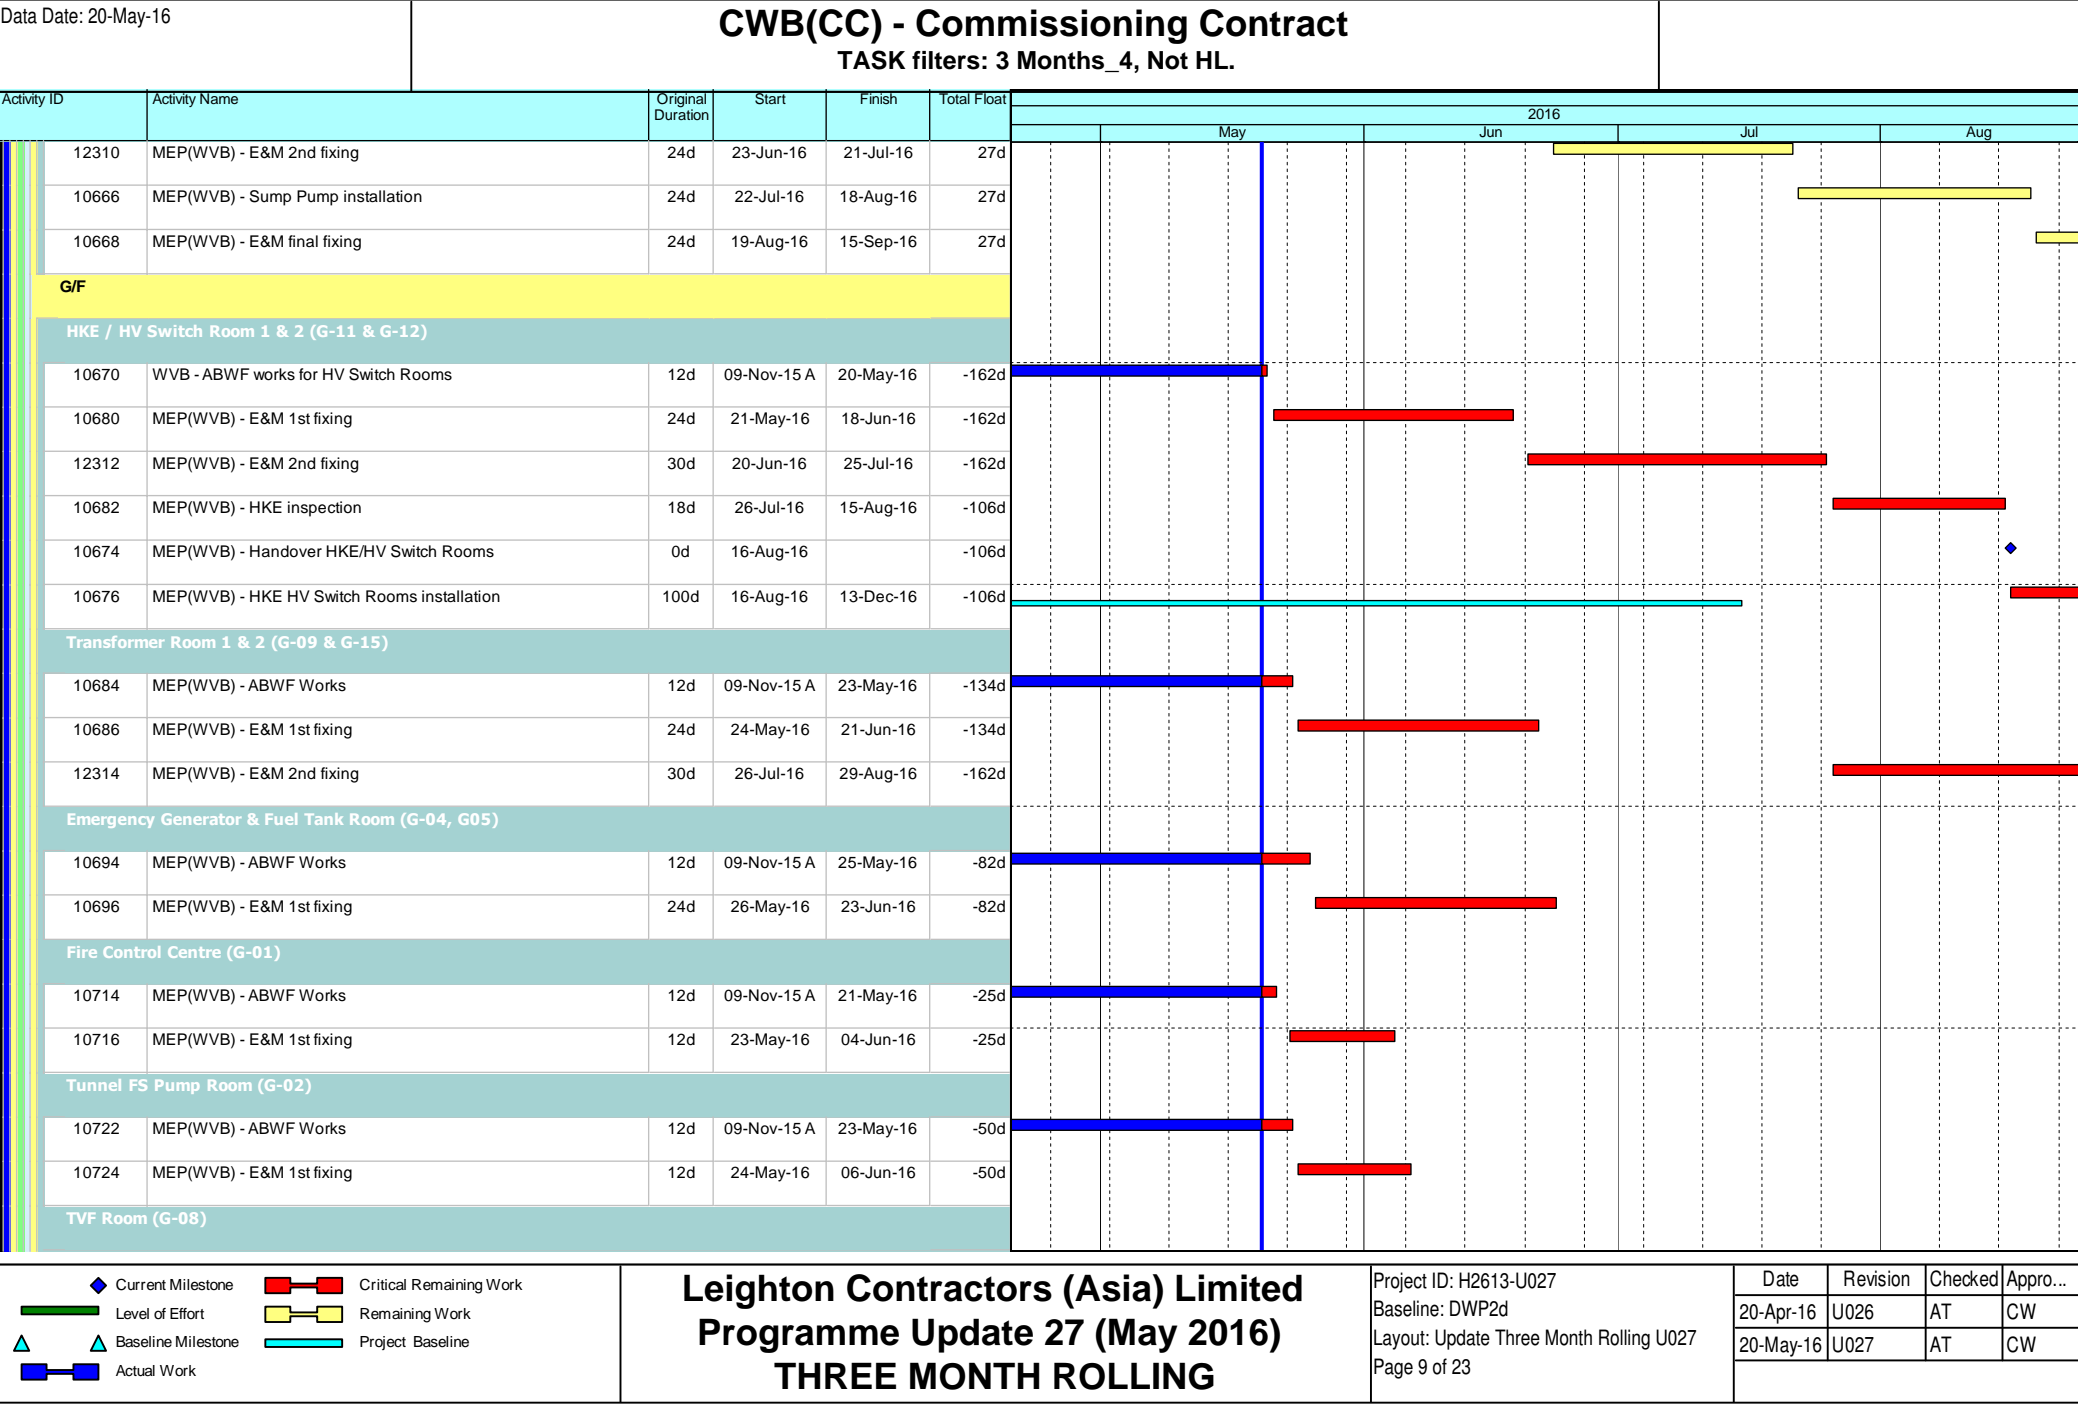 Data Date: 20-May-16
CWB(CC) - Commissioning Contract
TASK filters: 3 Months_4, Not HL.
Activity ID Activity Name Original Duration Start Finish Total Float
2016
May Jun Jul Aug
12310 MEP(WVB) - E&M 2nd fixing 24d 23-Jun-16 21-Jul-16 27d
10666 MEP(WVB) - Sump Pump installation 24d 22-Jul-16 18-Aug-16 27d
10668 MEP(WVB) - E&M final fixing 24d 19-Aug-16 15-Sep-16 27d
G/F
HKE / HV Switch Room 1 & 2 (G-11 & G-12)
10670 WVB - ABWF works for HV Switch Rooms 12d 09-Nov-15 A 20-May-16 -162d
10680 MEP(WVB) - E&M 1st fixing 24d 21-May-16 18-Jun-16 -162d
12312 MEP(WVB) - E&M 2nd fixing 30d 20-Jun-16 25-Jul-16 -162d
10682 MEP(WVB) - HKE inspection 18d 26-Jul-16 15-Aug-16 -106d
10674 MEP(WVB) - Handover HKE/HV Switch Rooms 0d 16-Aug-16 -106d
10676 MEP(WVB) - HKE HV Switch Rooms installation 100d 16-Aug-16 13-Dec-16 -106d
Transformer Room 1 & 2 (G-09 & G-15)
10684 MEP(WVB) - ABWF Works 12d 09-Nov-15 A 23-May-16 -134d
10686 MEP(WVB) - E&M 1st fixing 24d 24-May-16 21-Jun-16 -134d
12314 MEP(WVB) - E&M 2nd fixing 30d 26-Jul-16 29-Aug-16 -162d
Emergency Generator & Fuel Tank Room (G-04, G05)
10694 MEP(WVB) - ABWF Works 12d 09-Nov-15 A 25-May-16 -82d
10696 MEP(WVB) - E&M 1st fixing 24d 26-May-16 23-Jun-16 -82d
Fire Control Centre (G-01)
10714 MEP(WVB) - ABWF Works 12d 09-Nov-15 A 21-May-16 -25d
10716 MEP(WVB) - E&M 1st fixing 12d 23-May-16 04-Jun-16 -25d
Tunnel FS Pump Room (G-02)
10722 MEP(WVB) - ABWF Works 12d 09-Nov-15 A 23-May-16 -50d
10724 MEP(WVB) - E&M 1st fixing 12d 24-May-16 06-Jun-16 -50d
TVF Room (G-08)
Current Milestone Critical Remaining Work
Level of Effort Remaining Work
Baseline Milestone Project Baseline
Actual Work
Leighton Contractors (Asia) Limited
Programme Update 27 (May 2016)
THREE MONTH ROLLING
Project ID: H2613-U027
Baseline: DWP2d
Layout: Update Three Month Rolling U027
Page 9 of 23
Date Revision Checked Appro...
20-Apr-16 U026 AT CW
20-May-16 U027 AT CW